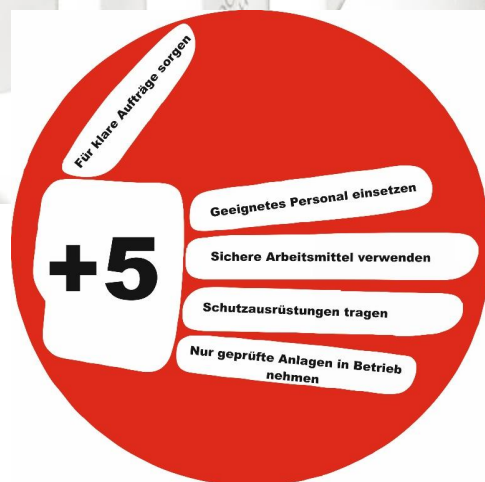 Für klare Aufträge sorgen
+5
Geeignetes Personal einsetzen
Sichere Arbeitsmittel verwenden
Schutzausrüstungen tragen
Nur geprüfte Anlagen in Betrieb
nehmen